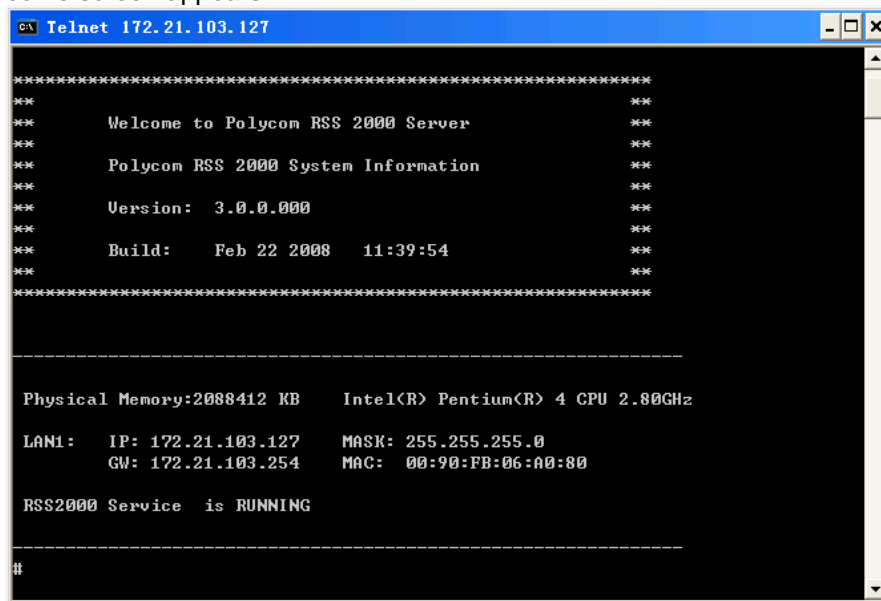 Telnet 172.21.103.127
************************************************************
** **
** Welcome to Polycom RSS 2000 Server **
** **
** Polycom RSS 2000 System Information **
** **
** Version: 3.0.0.000 **
** **
** Build: Feb 22 2008 11:39:54 **
** **
************************************************************
---------------------------------------------------------------
Physical Memory:2088412 KB Intel(R) Pentium(R) 4 CPU 2.80GHz
LAN1: IP: 172.21.103.127 MASK: 255.255.255.0
GW: 172.21.103.254 MAC: 00:90:FB:06:A0:80
RSS2000 Service is RUNNING
---------------------------------------------------------------
#